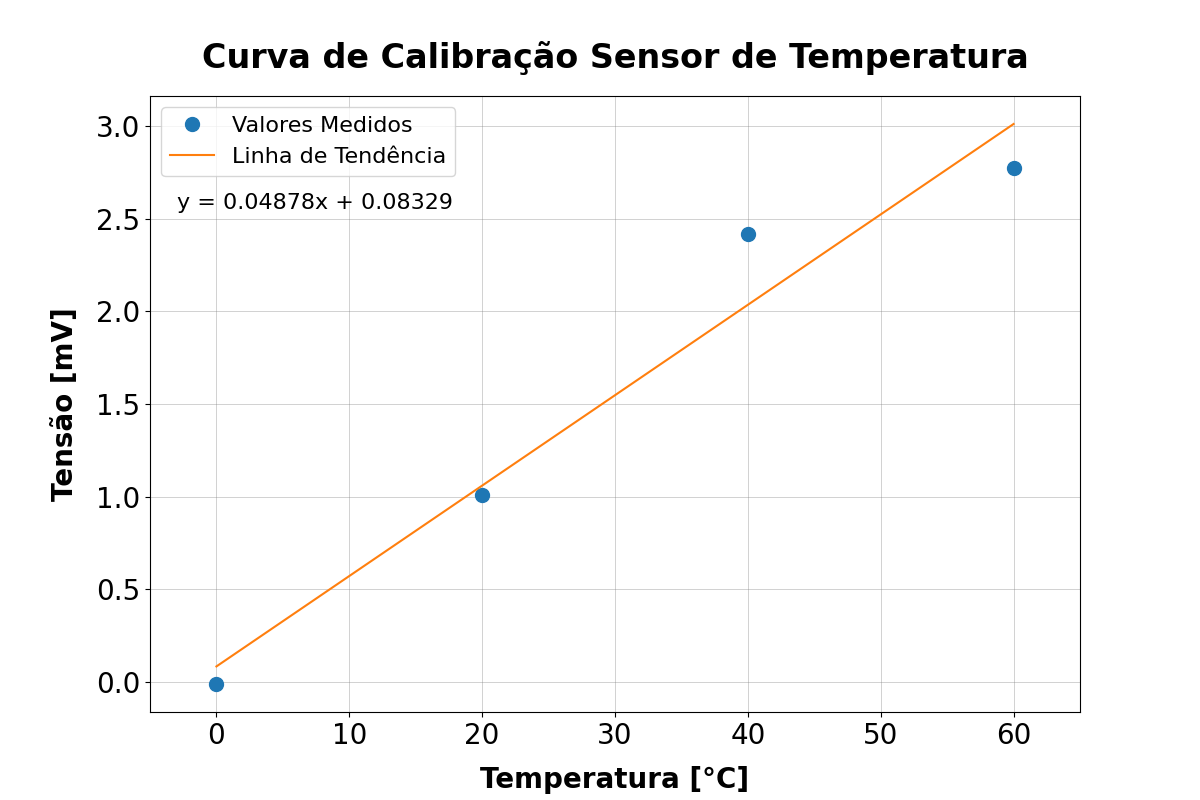 Curva de Calibração Sensor de Temperatura
Valores Medidos
Linha de Tendência
y = 0.04878x + 0.08329
3.0
2.5
2.0
1.5
1.0
0.5
0.0
Tensão [mV]
0 10 20 30 40 50 60
Temperatura [°C]